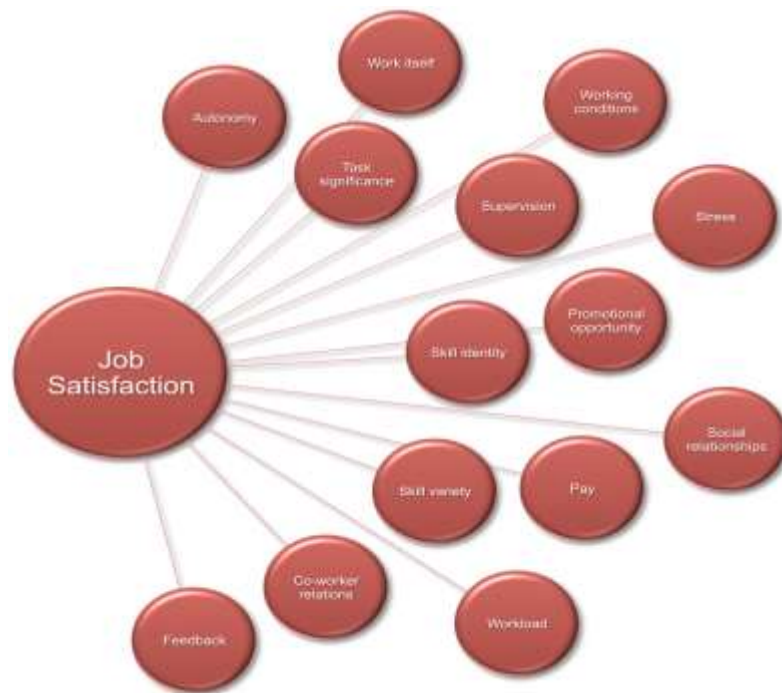 Work itself
Autonomy
Working
conditions
Task
significance
Supervision
Stress
Promotional
opportunity
Skill identity
Job
Satisfaction
Social
relationships
Skill variety
Pay
Co-worker
relations
Workload
Feedback